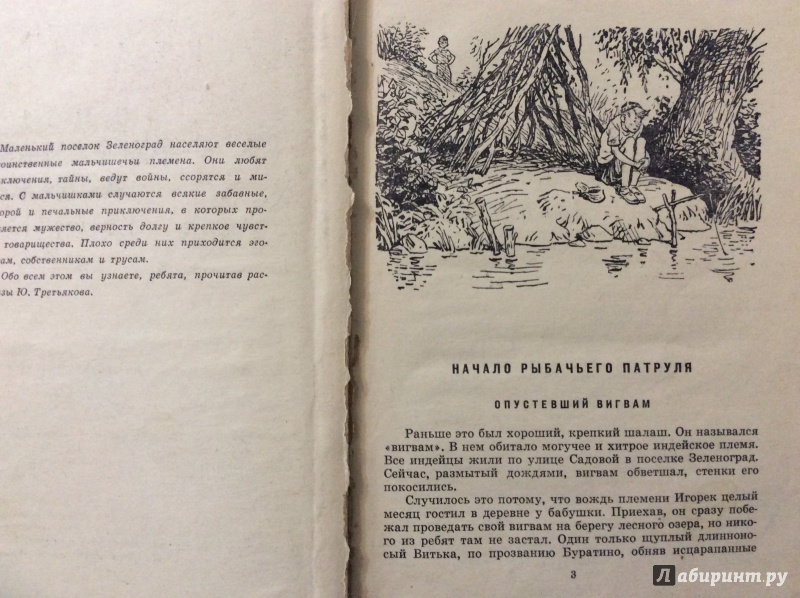 Маленький поселок Зеленоград населяют веселые
оинственные мальчишечьи племена. Они любят
ключения, тайны, ведут войны, ссорятся и ми-
ся. С мальчишками случаются всякие забавные,
орой и печальные приключения, в которых про-
ляется мужество, верность долгу и крепкое чувст-
товарищества. Плохо среди них приходится эго-
ам, собственникам и трусам.
Обо всем этом вы узнаете, ребята, прочитав рас-
зы Ю. Третьякова.
НАЧАЛО РЫБАЧЬЕГО ПАТРУЛЯ
ОПУСТЕВШИЙ ВИГВАМ
Раньше это был хороший, крепкий шалаш. Он назывался
«вигвам». В нем обитало могучее и хитрое индейское племя.
Все индейцы жили по улице Садовой в поселке Зеленоград.
Сейчас, размытый дождями, вигвам обветшал, стенки его
покосились.
Случилось это потому, что вождь племени Игорек целый
месяц гостил в деревне у бабушки. Приехав, он сразу побе-
жал проведать свой вигвам на берегу лесного озера, но нико-
го из ребят там не застал. Один только щуплый длинноно-
сый Витька, по прозванию Буратино, обняв исцарапанные
3
Лабиринт.ру